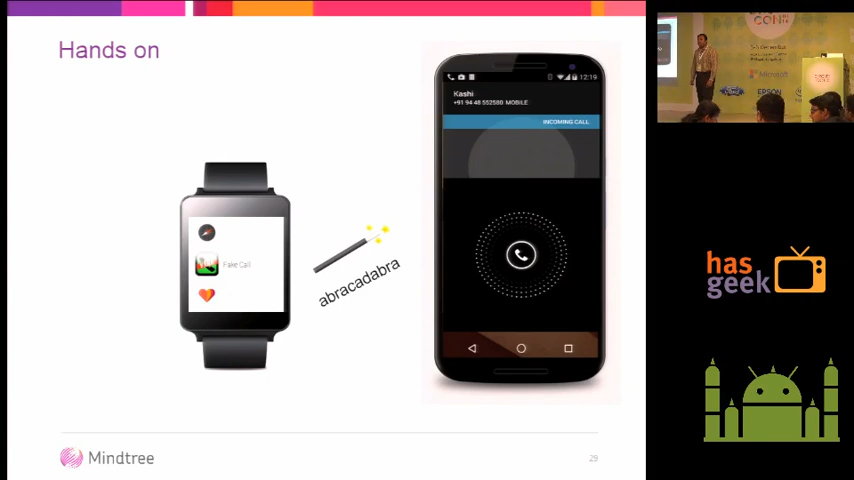 Hands on
12:19
Kashi
+91 94 48 552580 MOBILE
INCOMING CALL
Fake Call
abracadabra
Mindtree
29
Microsoft
EPSON
has
geek